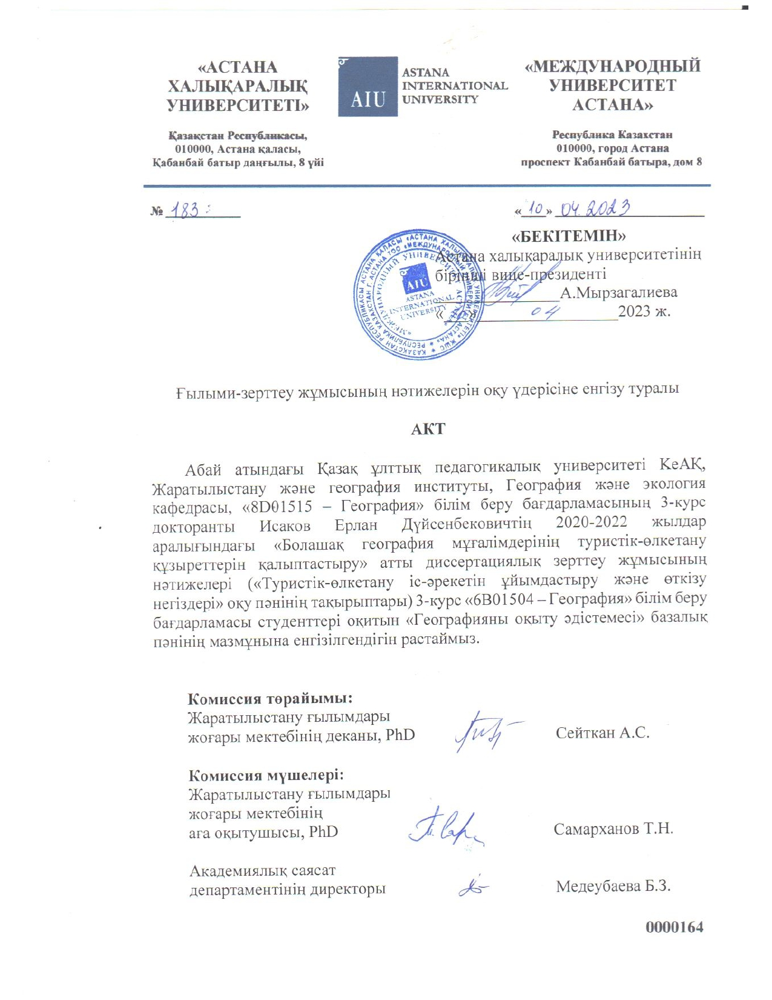 «АСТАНА
ХАЛЫҚАРАЛЫҚ
УНИВЕРСИТЕТІ»
Қазақстан Республикасы,
010000, Астана қаласы,
Қабанбай батыр даңғылы, 8 үйі
AIU
ASTANA
INTERNATIONAL
UNIVERSITY
«МЕЖДУНАРОДНЫЙ
УНИВЕРСИТЕТ
АСТАНА»
Республика Казахстан
010000, город Астана
проспект Кабанбай батыра, дом 8
№ 183
«10» 04. 2023
«БЕКІТЕМІН»
Астана халықаралық университетінің
бірінші вице-президенті
А.Мырзагалиева
« » 04 2023 ж.
AIU
ASTANA
INTERNATIONAL
UNIVERSITY
Ғылыми-зерттеу жұмысының нәтижелерін оқу үдерісіне енгізу туралы
АКТ
Абай атындағы Қазақ ұлттық педагогикалық университеті КеАҚ,
Жаратылыстану және география институты, География және экология
кафедрасы, «8D01515 – География» білім беру бағдарламасының 3-курс
докторанты Исаков Ерлан Дүйсенбековичтің 2020-2022 жылдар
аралығындағы «Болашақ география мұғалімдерінің туристік-өлкетану
құзыреттерін қалыптастыру» атты диссертациялық зерттеу жұмысының
нәтижелері («Туристік-өлкетану іс-әрекетін ұйымдастыру және өткізу
негіздері» оқу пәнінің тақырыптары) 3-курс «6В01504 – География» білім беру
бағдарламасы студенттері оқитын «Географияны оқыту әдістемесі» базалық
пәнінің мазмұнына енгізілгендігін растаймыз.
Комиссия төрайымы:
Жаратылыстану ғылымдары
жоғары мектебінің деканы, PhD Сейткан А.С.
Комиссия мүшелері:
Жаратылыстану ғылымдары
жоғары мектебінің
аға оқытушысы, PhD Самарханов Т.Н.
Академиялық саясат
департаментінің директоры Медеубаева Б.З.
0000164